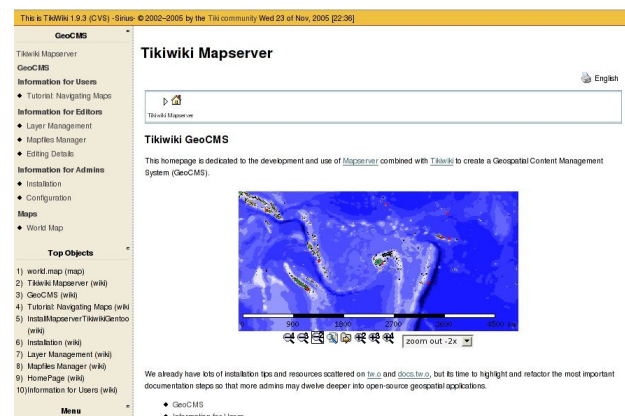 This is TikiWiki 1.9.3 (CVS) -Sirius- © 2002–2005 by the Tiki community Wed 23 of Nov, 2005 [22:36]
GeoCMS
Tikiwiki Mapserver
GeoCMS
Information for Users
Tutorial: Navigating Maps
Information for Editors
Layer Management
Mapfiles Manager
Editing Details
Information for Admins
Installation
Configuration
Maps
World Map
Top Objects
1) world.map (map)
2) Tikiwiki Mapserver (wiki)
3) GeoCMS (wiki)
4) Tutorial: Navigating Maps (wiki
5) InstallMapserverTikiwikiGentoo
(wiki)
6) Installation (wiki)
7) Layer Management (wiki)
8) Mapfiles Manager (wiki)
9) HomePage (wiki)
10)Information for Users (wiki)
Menu
Tikiwiki Mapserver
English
Tikiwiki Mapserver
Tikiwiki GeoCMS
This homepage is dedicated to the development and use of Mapserver combined with Tikiwiki to create a Geospatial Content Management
System (GeoCMS).
0 900 1800 2700 3600 4500 km
zoom out -2x
We already have lots of installation tips and resources scattered on tw.o and docs.tw.o, but its time to highlight and refactor the most important
documentation steps so that more admins may dwelve deeper into open-source geospatial applications.
GeoCMS
Information for Users